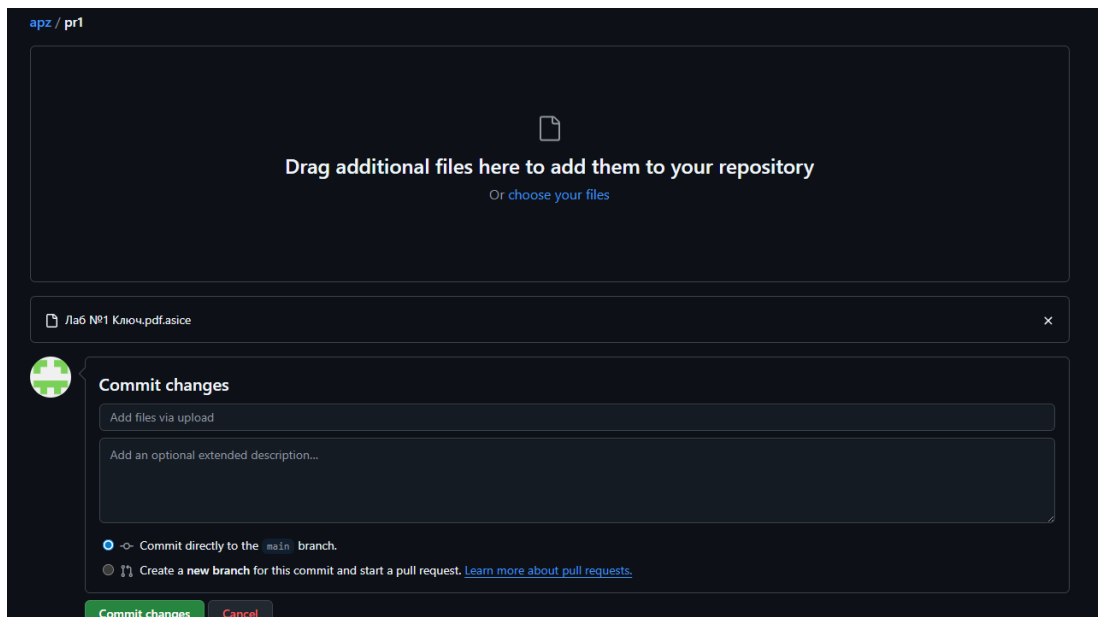 apz / pr1
Drag additional files here to add them to your repository
Or choose your files
Лаб №1 Ключ.pdf.asice
Commit changes
Add files via upload
Add an optional extended description...
Commit directly to the main branch.
Create a new branch for this commit and start a pull request. Learn more about pull requests.
Commit changes Cancel